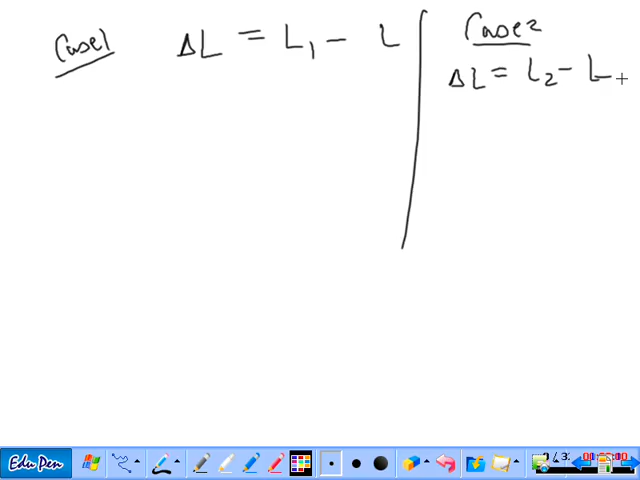 Case1 ΔL = L₁ - L
Case2
ΔL = L₂ - L
Edu Pen